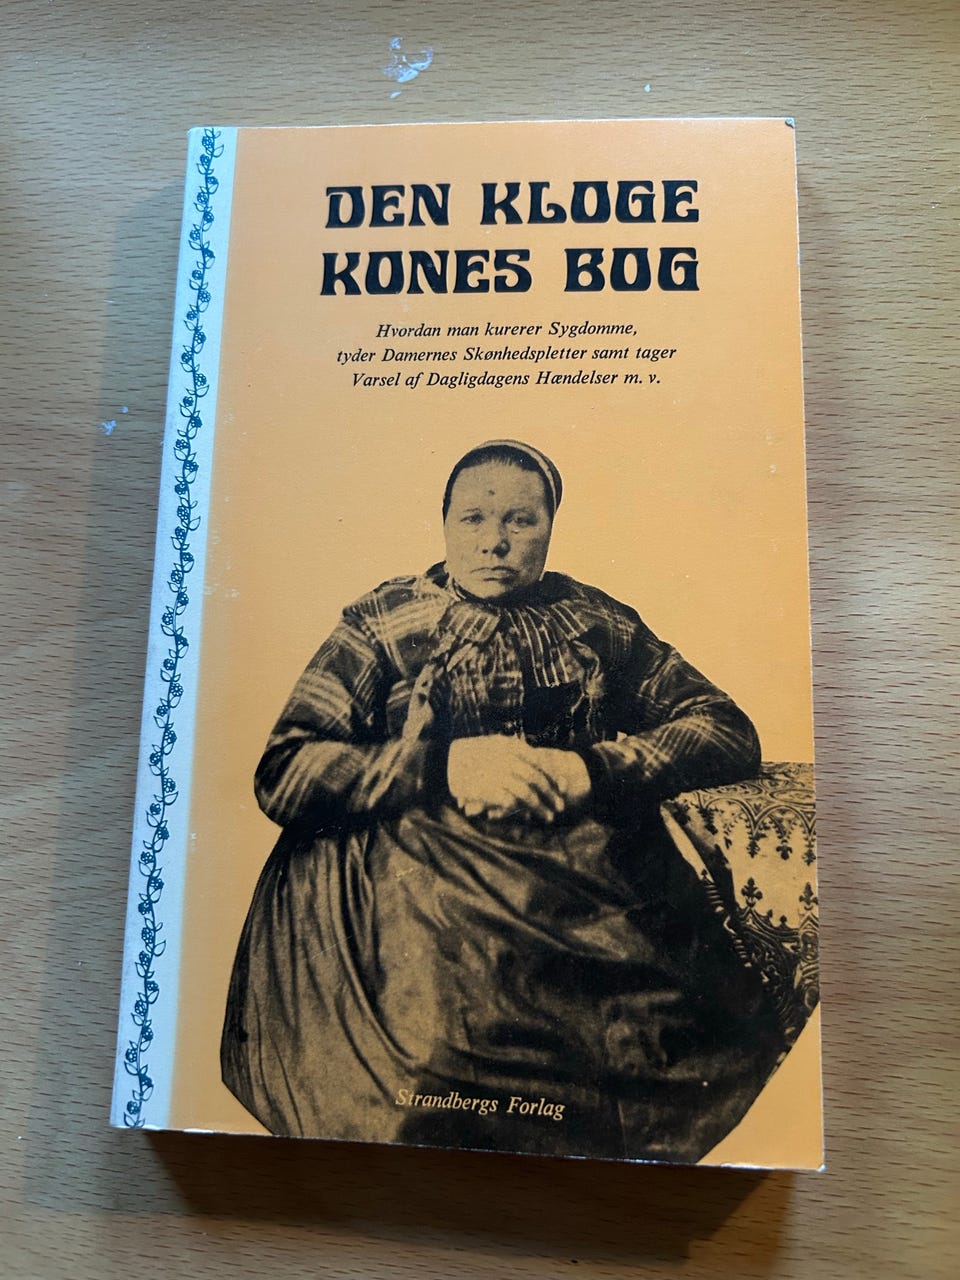 DEN KLOGE
KONES BOG
Hvordan man kurerer Sygdomme,
tyder Damernes Skønhedspletter samt tager
Varsel af Dagligdagens Hændelser m. v.
Strandbergs Forlag